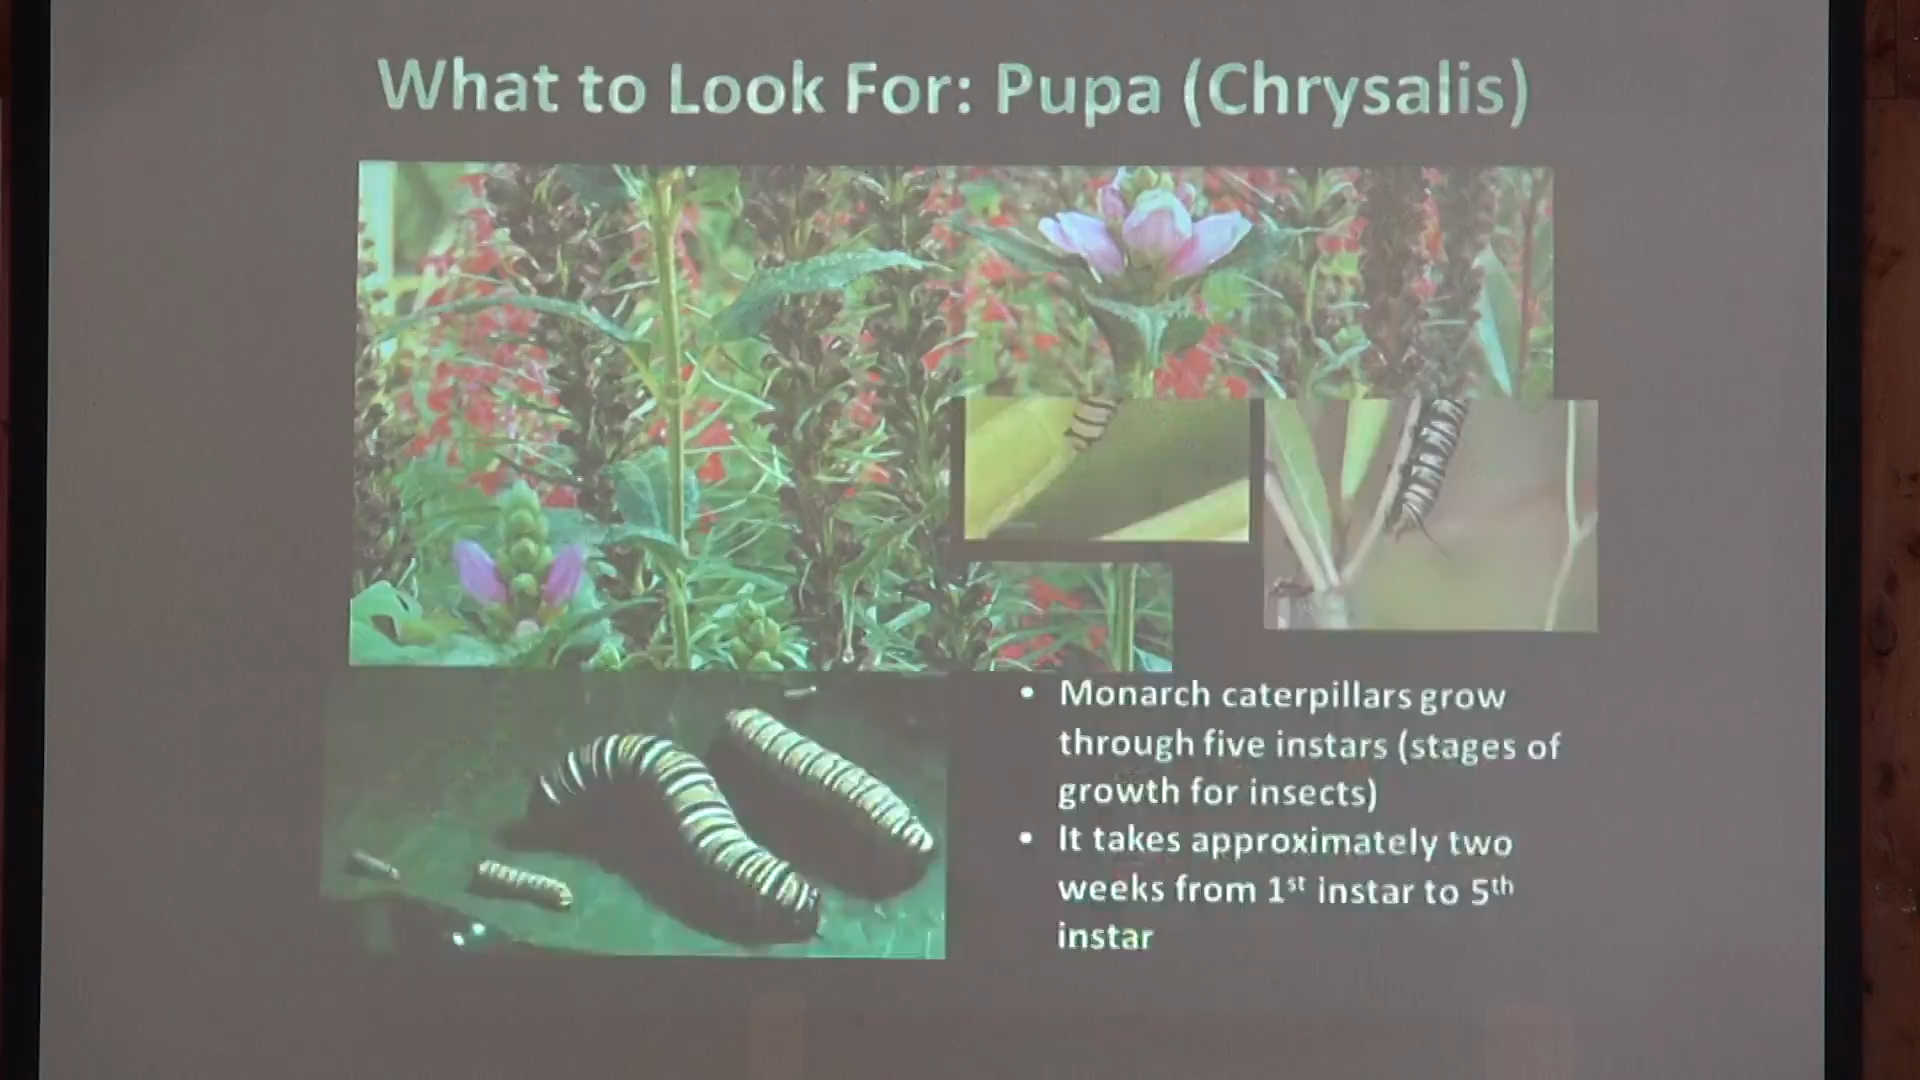 What to Look For: Pupa (Chrysalis)
• Monarch caterpillars grow
through five instars (stages of
growth for insects)
• It takes approximately two
weeks from 1st instar to 5th
instar